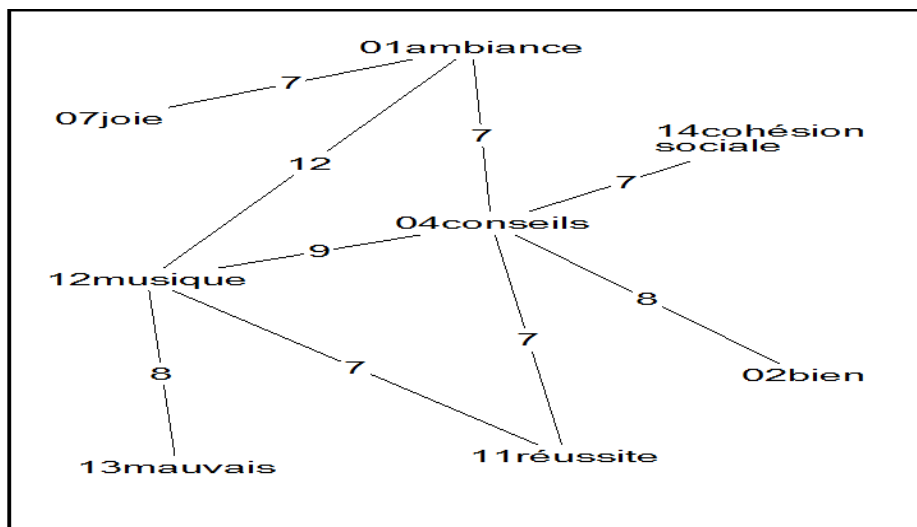 01ambiance
7
07joie
14cohésion
sociale
7
12
7
04conseils
9
12musique
8
7
7
8
02bien
11réussite
13mauvais